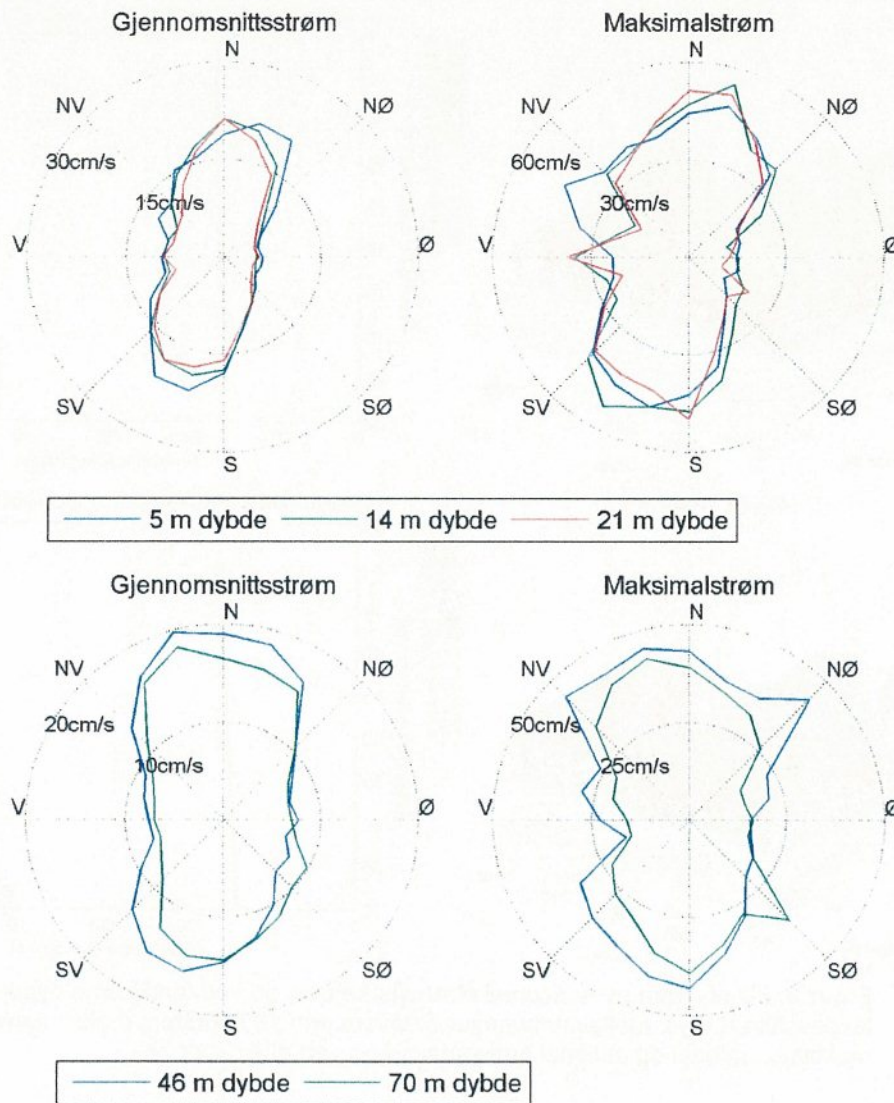 Gjennomsnittsstrøm
Maksimalstrøm
N
NV
NØ
30cm/s
15cm/s
V
Ø
SV
SØ
S
N
NV
NØ
60cm/s
30cm/s
V
Ø
SV
SØ
S
5 m dybde 14 m dybde 21 m dybde
Gjennomsnittsstrøm
Maksimalstrøm
N
NV
NØ
20cm/s
10cm/s
V
Ø
SV
SØ
S
N
NV
NØ
50cm/s
25cm/s
V
Ø
SV
SØ
S
46 m dybde 70 m dybde